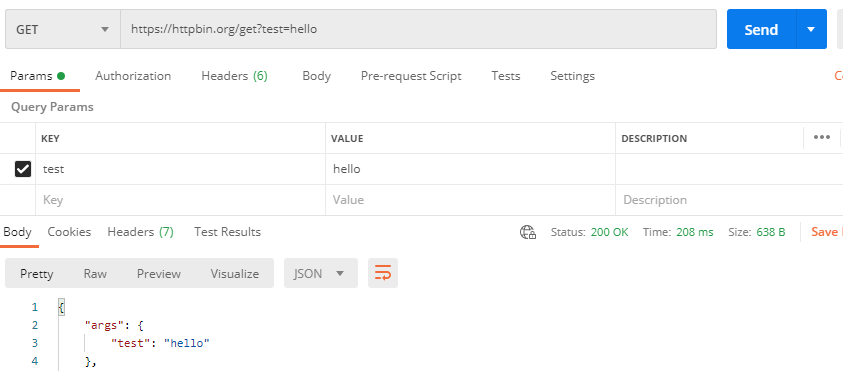 GET https://httpbin.org/get?test=hello Send
Params Authorization Headers (6) Body Pre-request Script Tests Settings
Query Params
KEY VALUE DESCRIPTION •••
test hello
Key Value Description
Body Cookies Headers (7) Test Results Status: 200 OK Time: 208 ms Size: 638 B Save
Pretty Raw Preview Visualize JSON
1 {
2 "args": {
3 "test": "hello"
4 },